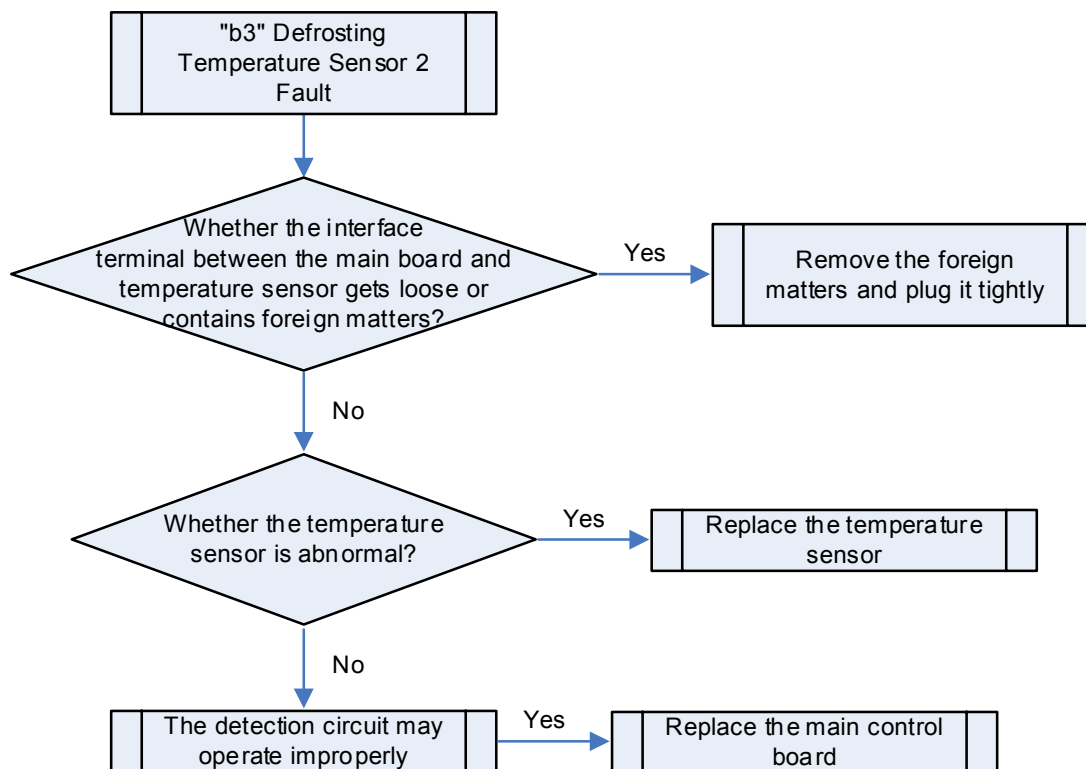 "b3" Defrosting
Temperature Sensor 2
Fault
Whether the interface
terminal between the main board and
temperature sensor gets loose or
contains foreign matters?
Yes
Remove the foreign
matters and plug it tightly
No
Whether the temperature
sensor is abnormal?
Yes
Replace the temperature
sensor
No
The detection circuit may
operate improperly
Yes
Replace the main control
board